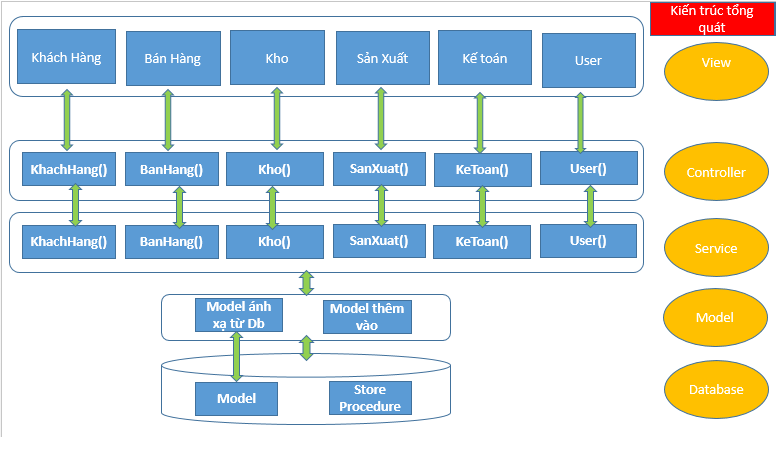 Kiến trúc tổng
quát
Khách Hàng
Bán Hàng
Kho
Sản Xuất
Kế toán
User
View
KhachHang()
BanHang()
Kho()
SanXuat()
KeToan()
User()
Controller
KhachHang()
BanHang()
Kho()
SanXuat()
KeToan()
User()
Service
Model ánh
xạ từ Db
Model thêm
vào
Model
Model
Store
Procedure
Database